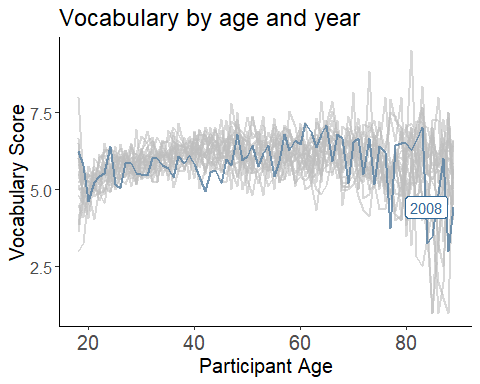 Vocabulary by age and year
Vocabulary Score
7.5
5.0
2.5
2008
20 40 60 80
Participant Age